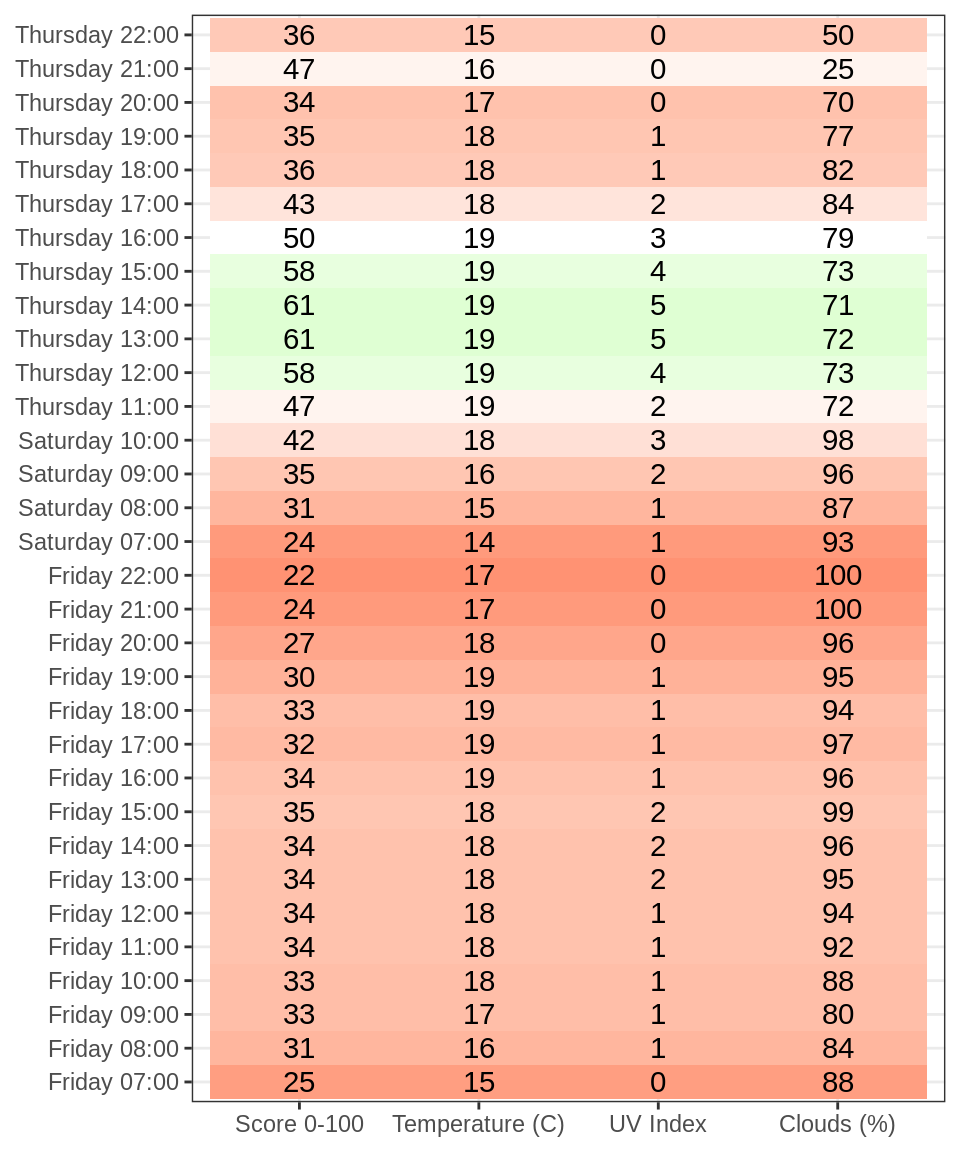 Thursday 22:00 36 15 0 50
Thursday 21:00 47 16 0 25
Thursday 20:00 34 17 0 70
Thursday 19:00 35 18 1 77
Thursday 18:00 36 18 1 82
Thursday 17:00 43 18 2 84
Thursday 16:00 50 19 3 79
Thursday 15:00 58 19 4 73
Thursday 14:00 61 19 5 71
Thursday 13:00 61 19 5 72
Thursday 12:00 58 19 4 73
Thursday 11:00 47 19 2 72
Saturday 10:00 42 18 3 98
Saturday 09:00 35 16 2 96
Saturday 08:00 31 15 1 87
Saturday 07:00 24 14 1 93
Friday 22:00 22 17 0 100
Friday 21:00 24 17 0 100
Friday 20:00 27 18 0 96
Friday 19:00 30 19 1 95
Friday 18:00 33 19 1 94
Friday 17:00 32 19 1 97
Friday 16:00 34 19 1 96
Friday 15:00 35 18 2 99
Friday 14:00 34 18 2 96
Friday 13:00 34 18 2 95
Friday 12:00 34 18 1 94
Friday 11:00 34 18 1 92
Friday 10:00 33 18 1 88
Friday 09:00 33 17 1 80
Friday 08:00 31 16 1 84
Friday 07:00 25 15 0 88
Score 0-100 Temperature (C) UV Index Clouds (%)